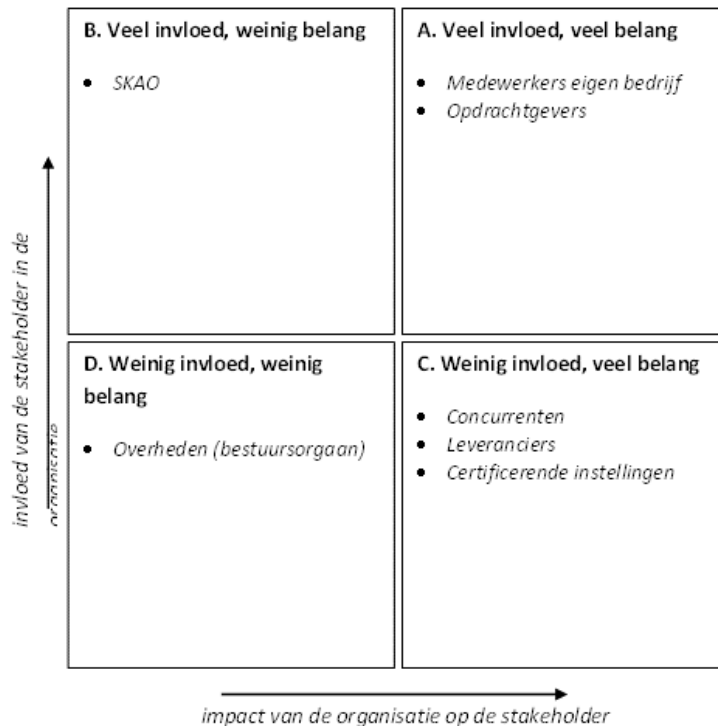 B. Veel invloed, weinig belang
• SKAO
A. Veel invloed, veel belang
• Medewerkers eigen bedrijf
• Opdrachtgevers
invloed van de stakeholder in de
organisatie
D. Weinig invloed, weinig
belang
• Overheden (bestuursorgaan)
C. Weinig invloed, veel belang
• Concurrenten
• Leveranciers
• Certificerende instellingen
impact van de organisatie op de stakeholder